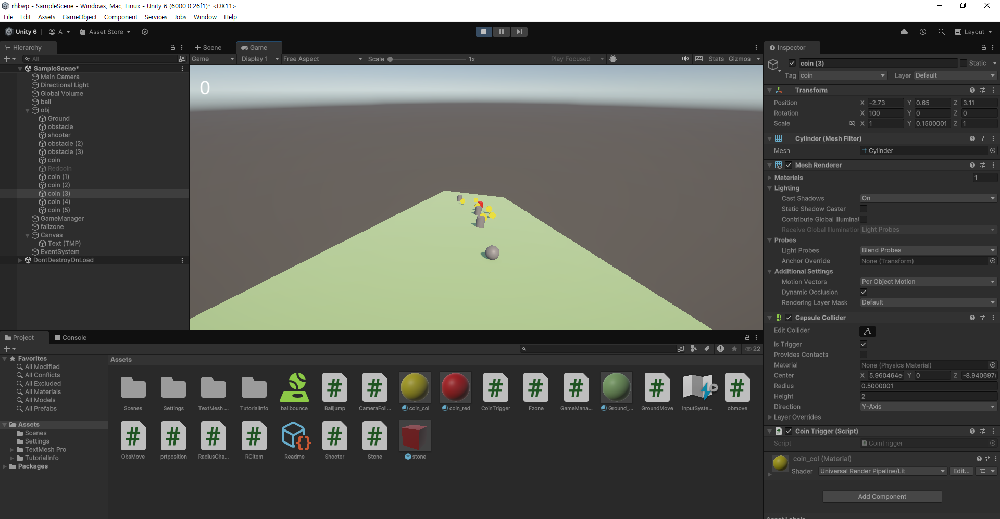 rhkwp - SampleScene - Windows, Mac, Linux - Unity 6 (6000.0.26f1)* <DX11>
File Edit Assets GameObject Component Services Jobs Window Help
Unity 6 A Asset Store Layout
Hierarchy
All
SampleScene*
Main Camera
Directional Light
Global Volume
ball
obj
Ground
obstacle
shooter
obstacle (2)
obstacle (3)
coin
Redcoin
coin (1)
coin (2)
coin (3)
coin (4)
coin (5)
GameManager
failzone
Canvas
Text (TMP)
EventSystem
DontDestroyOnLoad
Scene Game
Game Display 1 Free Aspect Scale 1x Play Focused Stats Gizmos
0
Inspector
coin (3) Static
Tag coin Layer Default
Transform
Position X -2.73 Y 0.65 Z 3.11
Rotation X 100 Y 0 Z 0
Scale X 1 Y 0.1500001 Z 1
Cylinder (Mesh Filter)
Mesh Cylinder
Mesh Renderer
Materials 1
Lighting
Cast Shadows On
Static Shadow Caster
Contribute Global Illuminat
Receive Global Illumination Light Probes
Probes
Light Probes Blend Probes
Anchor Override None (Transform)
Additional Settings
Motion Vectors Per Object Motion
Dynamic Occlusion
Rendering Layer Mask Default
Capsule Collider
Edit Collider
Is Trigger
Provides Contacts
Material None (Physics Material)
Center X 5.960464e Y 0 Z -8.940697
Radius 0.5000001
Height 2
Direction Y-Axis
Layer Overrides
Coin Trigger (Script)
Script CoinTrigger
coin_col (Material)
Shader Universal Render Pipeline/Lit Edit...
Add Component
Project Console
22
Favorites
All Modified
All Conflicts
All Excluded
All Materials
All Models
All Prefabs
Assets
Scenes
Settings
TextMesh Pro
TutorialInfo
Packages
Assets
Scenes Settings TextMesh ... TutorialInfo ballbounce Balljump CameraFoll... coin_col coin_red CoinTrigger Fzone GameMana... Ground_... GroundMove InputSyste... obmove
ObsMove prtposition RadiusCha... RCItem Readme Shooter Stone stone